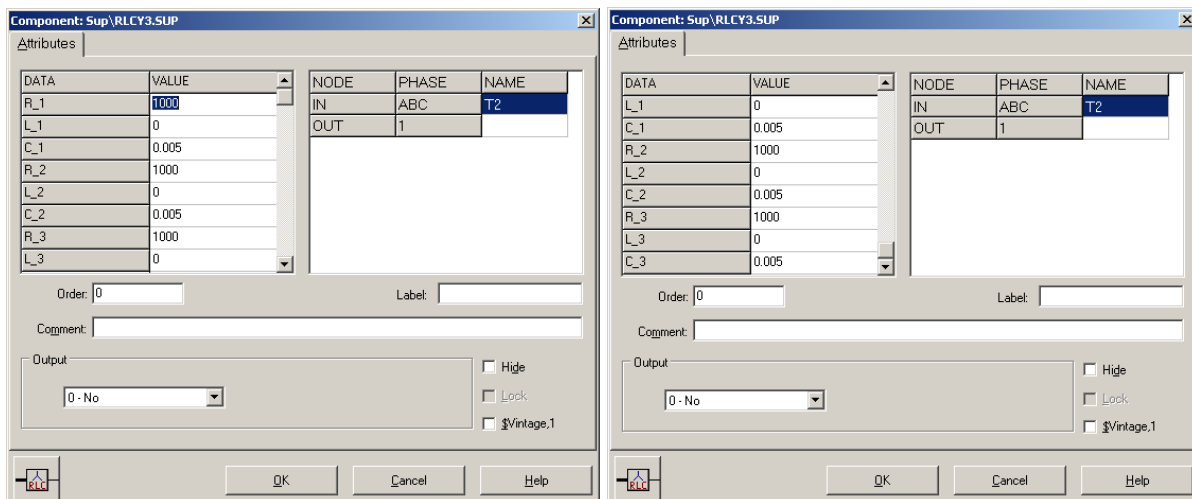 Component: Sup\RLCY3.SUP
Attributes
DATA VALUE
R_1 1000
L_1 0
C_1 0.005
R_2 1000
L_2 0
C_2 0.005
R_3 1000
L_3 0
NODE PHASE NAME
IN ABC T2
OUT 1
Order: 0
Label:
Comment:
Output
0 - No
Hide
Lock
$Vintage,1
RLC
OK
Cancel
Help
Component: Sup\RLCY3.SUP
Attributes
DATA VALUE
L_1 0
C_1 0.005
R_2 1000
L_2 0
C_2 0.005
R_3 1000
L_3 0
C_3 0.005
NODE PHASE NAME
IN ABC T2
OUT 1
Order: 0
Label:
Comment:
Output
0 - No
Hide
Lock
$Vintage,1
RLC
OK
Cancel
Help